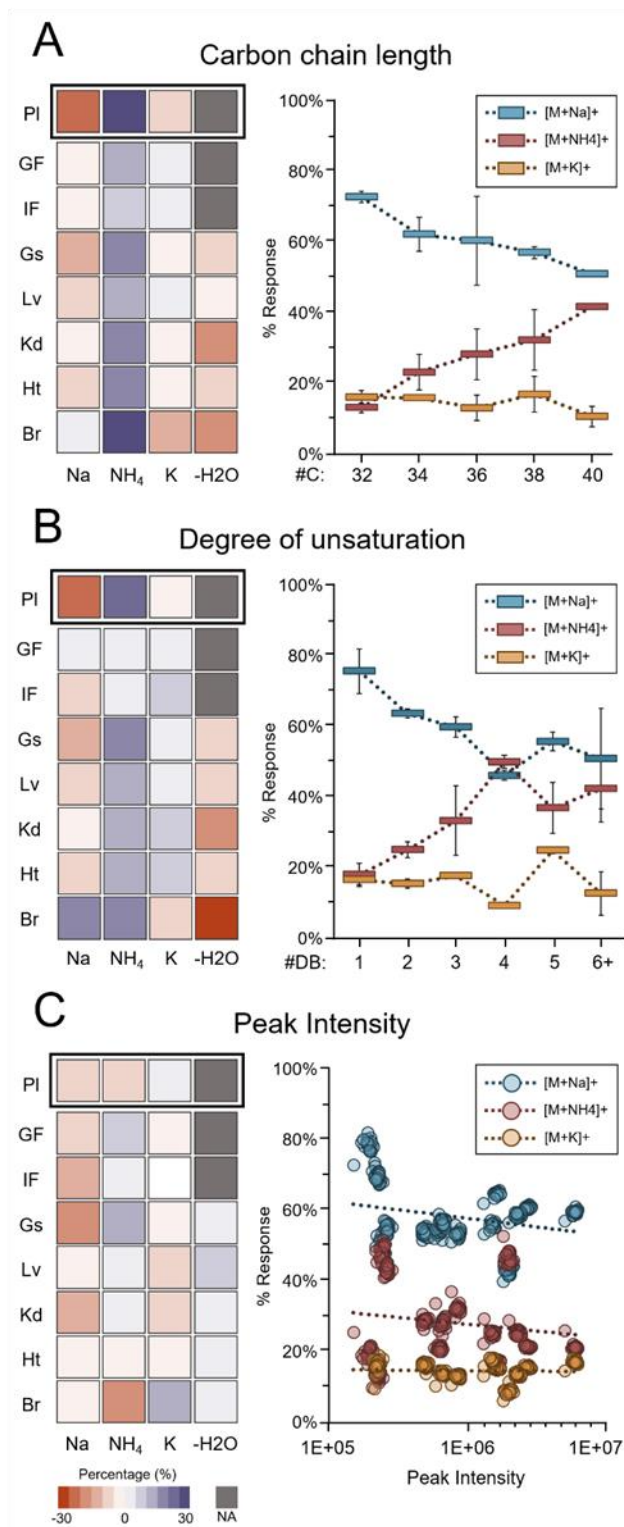 A
Carbon chain length
Pl
GF
IF
Gs
Lv
Kd
Ht
Br
Na NH4 K -H2O
100%
80%
60%
40%
20%
0%
% Response
[M+Na]+
[M+NH4]+
[M+K]+
#C: 32 34 36 38 40
B
Degree of unsaturation
Pl
GF
IF
Gs
Lv
Kd
Ht
Br
Na NH4 K -H2O
100%
80%
60%
40%
20%
0%
% Response
[M+Na]+
[M+NH4]+
[M+K]+
#DB: 1 2 3 4 5 6+
C
Peak Intensity
Pl
GF
IF
Gs
Lv
Kd
Ht
Br
Na NH4 K -H2O
Percentage (%)
-30 0 30 NA
100%
80%
60%
40%
20%
0%
% Response
[M+Na]+
[M+NH4]+
[M+K]+
1E+05 1E+06 1E+07
Peak Intensity